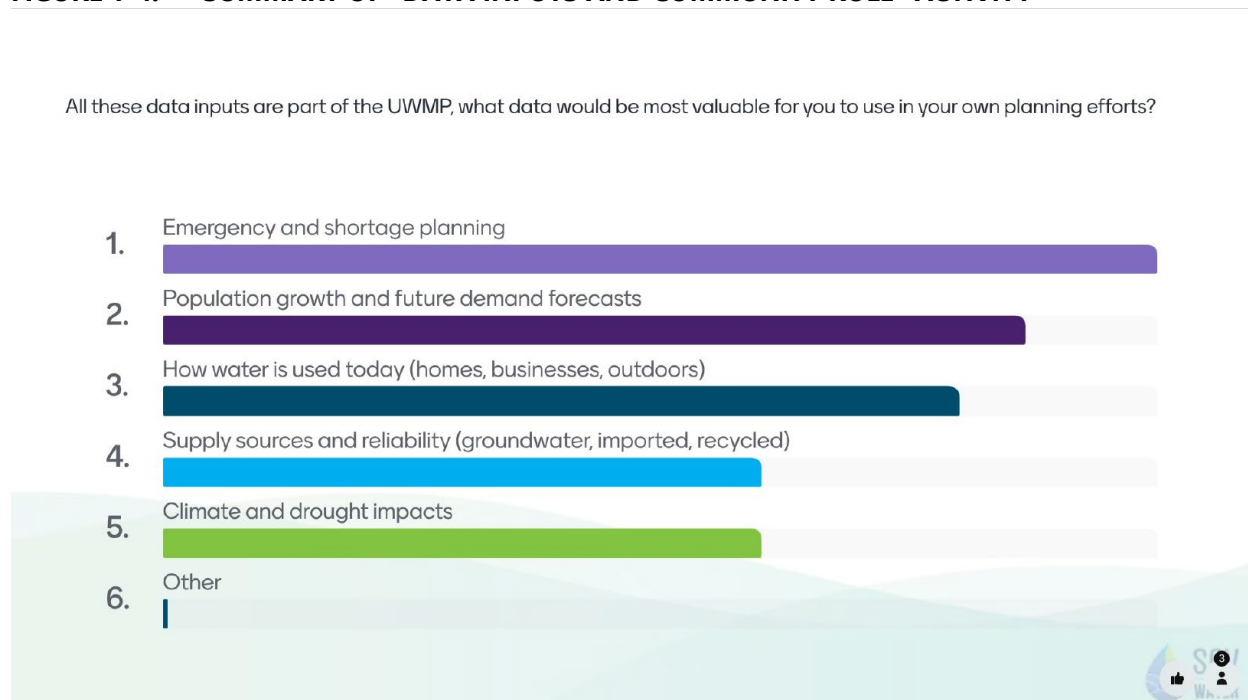 All these data inputs are part of the UWMP, what data would be most valuable for you to use in your own planning efforts?
1.
Emergency and shortage planning
2.
Population growth and future demand forecasts
3.
How water is used today (homes, businesses, outdoors)
4.
Supply sources and reliability (groundwater, imported, recycled)
5.
Climate and drought impacts
6.
Other
3